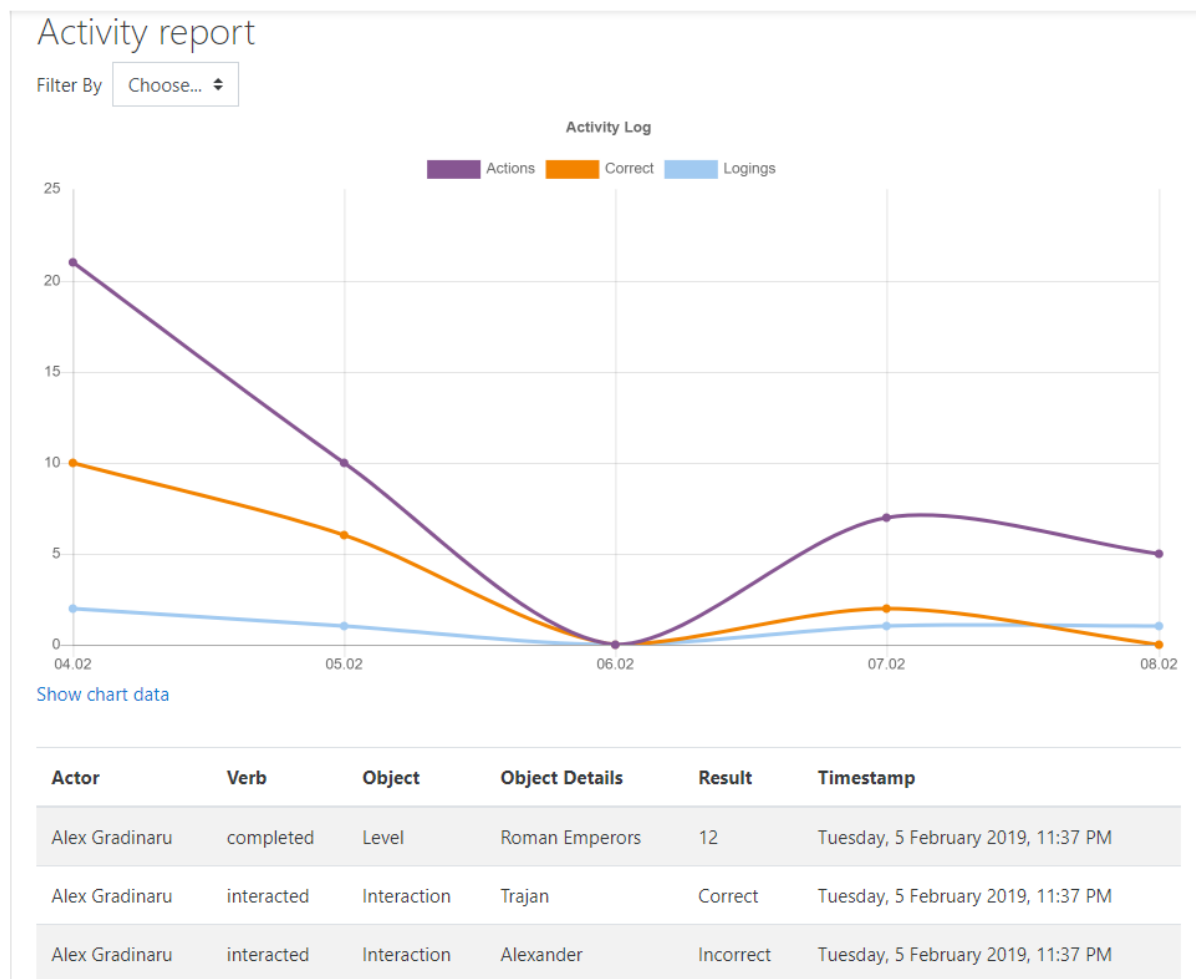 Activity report
Filter By Choose...
Activity Log
Actions Correct Logings
25
20
15
10
5
0
04.02 05.02 06.02 07.02 08.02
Show chart data
Actor Verb Object Object Details Result Timestamp
Alex Gradinaru completed Level Roman Emperors 12 Tuesday, 5 February 2019, 11:37 PM
Alex Gradinaru interacted Interaction Trajan Correct Tuesday, 5 February 2019, 11:37 PM
Alex Gradinaru interacted Interaction Alexander Incorrect Tuesday, 5 February 2019, 11:37 PM